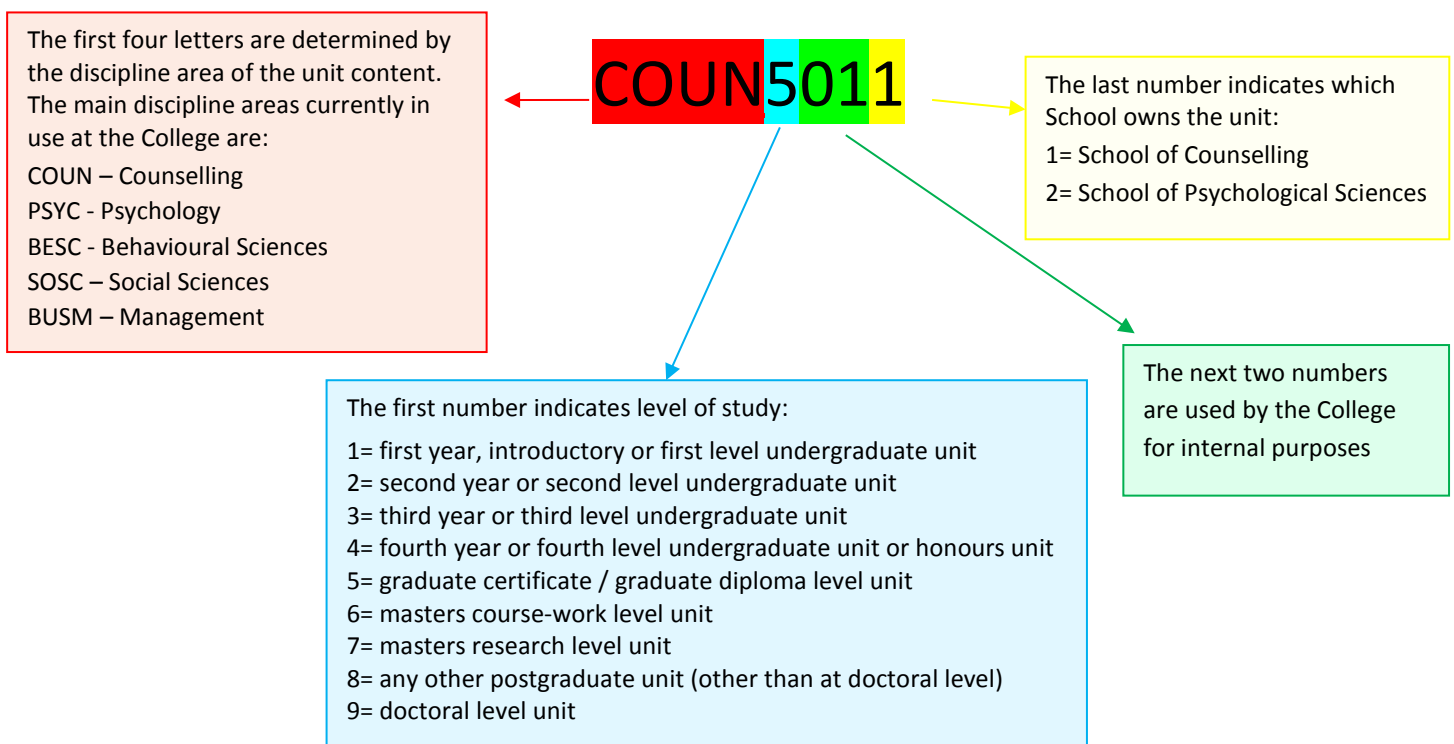 The first four letters are determined by
the discipline area of the unit content.
The main discipline areas currently in
use at the College are:
COUN – Counselling
PSYC - Psychology
BESC - Behavioural Sciences
SOSC – Social Sciences
BUSM – Management
COUN5011
The last number indicates which
School owns the unit:
1= School of Counselling
2= School of Psychological Sciences
The first number indicates level of study:
1= first year, introductory or first level undergraduate unit
2= second year or second level undergraduate unit
3= third year or third level undergraduate unit
4= fourth year or fourth level undergraduate unit or honours unit
5= graduate certificate / graduate diploma level unit
6= masters course-work level unit
7= masters research level unit
8= any other postgraduate unit (other than at doctoral level)
9= doctoral level unit
The next two numbers
are used by the College
for internal purposes